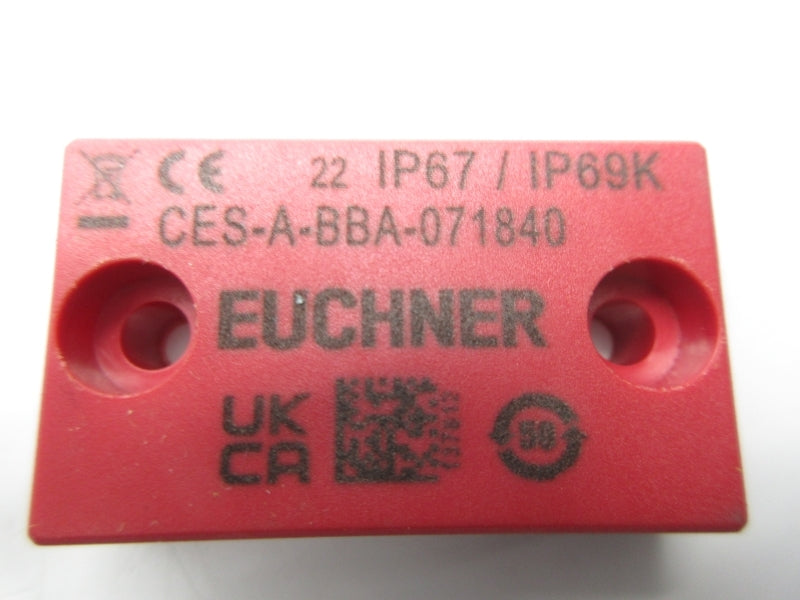 CE 22 IP67 / IP69K
CES-A-BBA-071840
EUCHNER
UK
CA
50